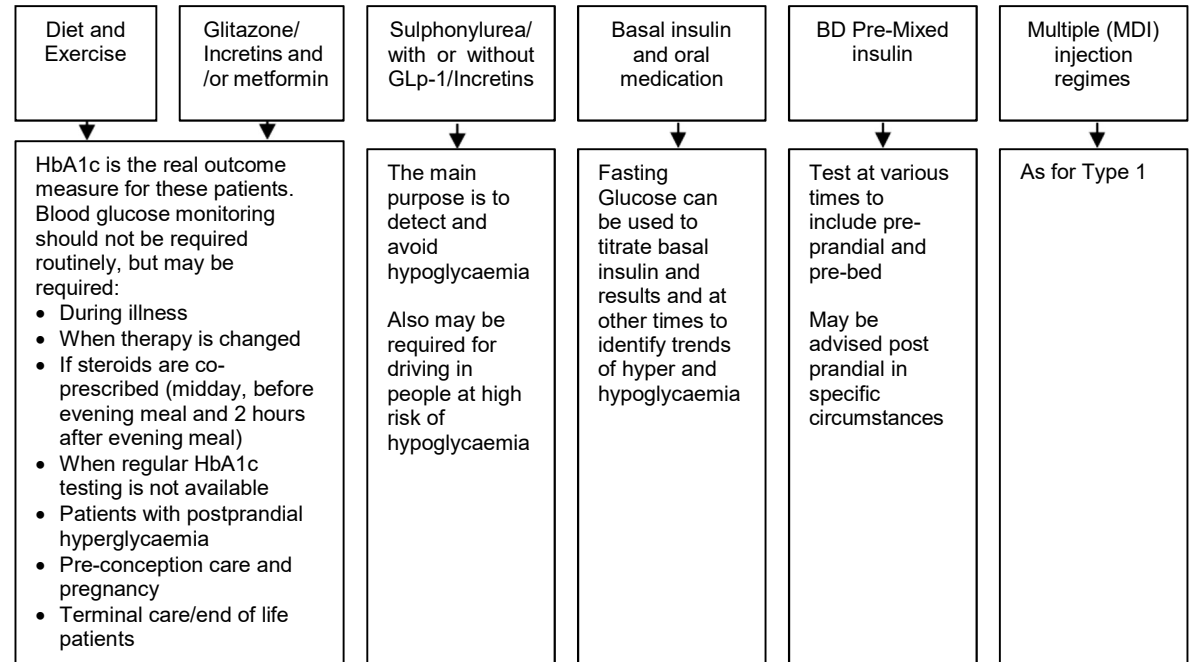 Diet and
Exercise
Glitazone/
Incretins and
/or metformin
Sulphonylurea/
with or without
GLp-1/Incretins
Basal insulin
and oral
medication
BD Pre-Mixed
insulin
Multiple (MDI)
injection
regimes
HbA1c is the real outcome
measure for these patients.
Blood glucose monitoring
should not be required
routinely, but may be
required:
• During illness
• When therapy is changed
• If steroids are co-
prescribed (midday, before
evening meal and 2 hours
after evening meal)
• When regular HbA1c
testing is not available
• Patients with postprandial
hyperglycaemia
• Pre-conception care and
pregnancy
• Terminal care/end of life
patients
The main
purpose is to
detect and
avoid
hypoglycaemia
Also may be
required for
driving in
people at high
risk of
hypoglycaemia
Fasting
Glucose can
be used to
titrate basal
insulin and
results and at
other times to
identify trends
of hyper and
hypoglycaemia
Test at various
times to
include pre-
prandial and
pre-bed
May be
advised post
prandial in
specific
circumstances
As for Type 1